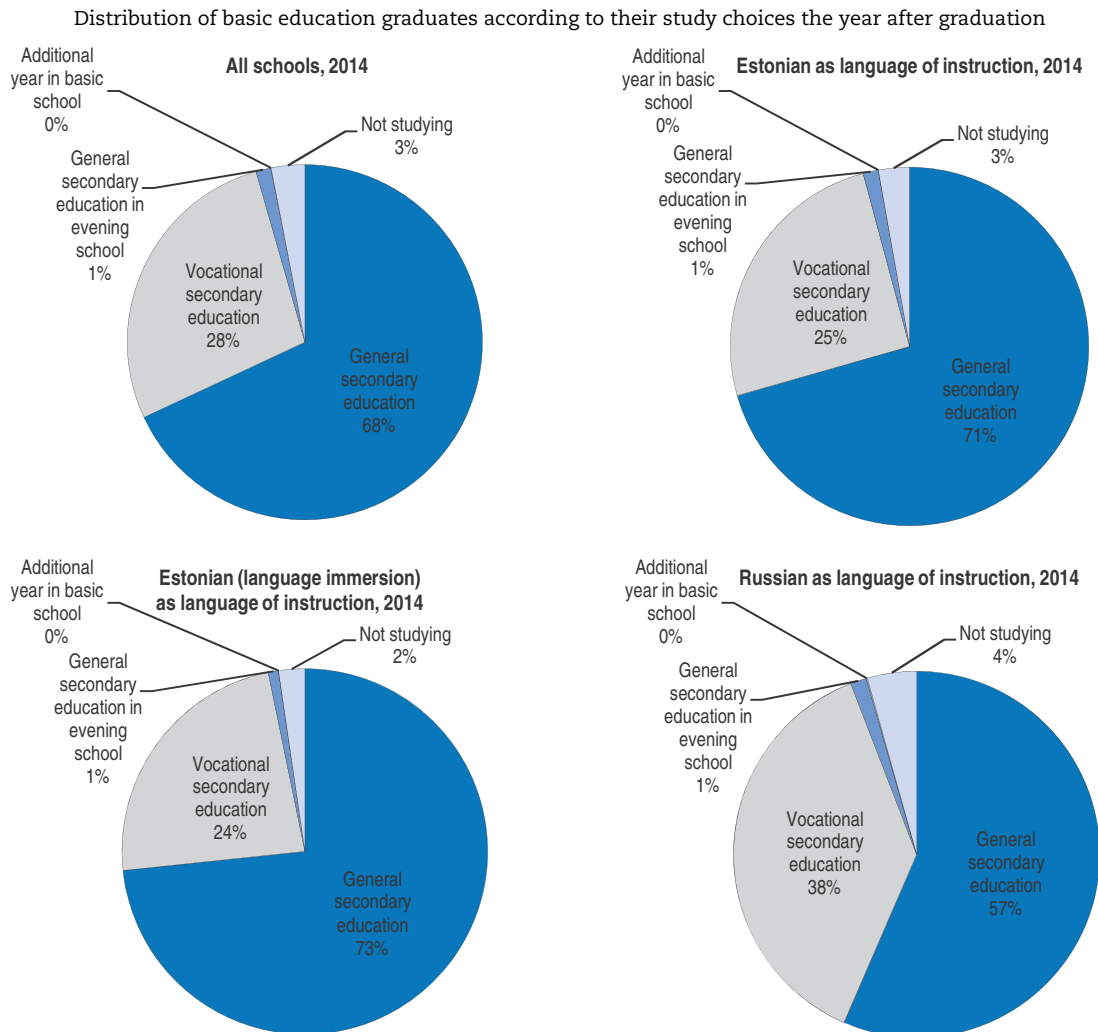 Distribution of basic education graduates according to their study choices the year after graduation
All schools, 2014
Additional
year in basic
school
0%
Not studying
3%
General
secondary
education in
evening
school
1%
Vocational
secondary
education
28%
General
secondary
education
68%
Estonian as language of instruction, 2014
Additional
year in basic
school
0%
Not studying
3%
General
secondary
education in
evening
school
1%
Vocational
secondary
education
25%
General
secondary
education
71%
Estonian (language immersion)
as language of instruction, 2014
Additional
year in basic
school
0%
Not studying
2%
General
secondary
education in
evening
school
1%
Vocational
secondary
education
24%
General
secondary
education
73%
Russian as language of instruction, 2014
Additional
year in basic
school
0%
Not studying
4%
General
secondary
education in
evening
school
1%
Vocational
secondary
education
38%
General
secondary
education
57%